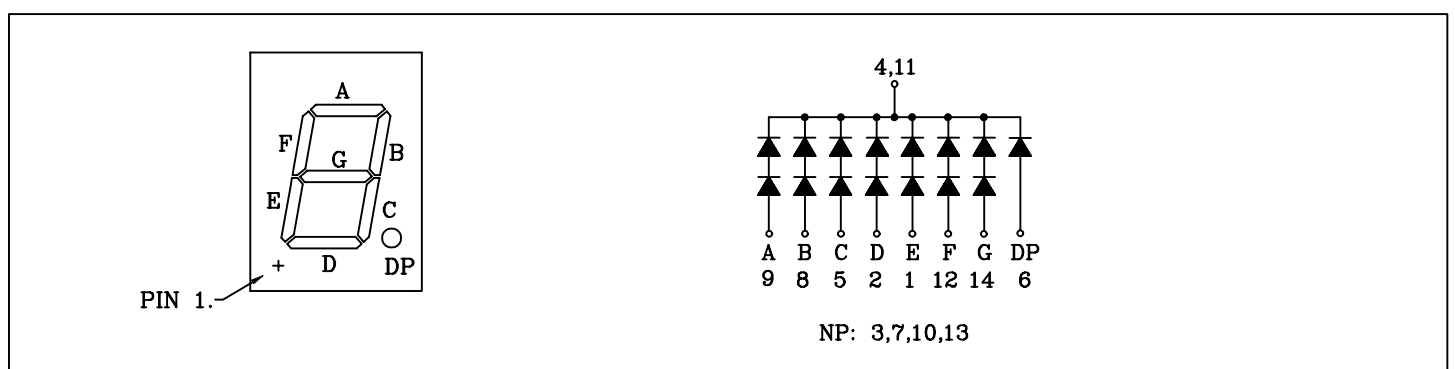 A
F
G
B
E
C
D
DP
+
PIN 1.
4,11
A B C D E F G DP
9 8 5 2 1 12 14 6
NP: 3,7,10,13